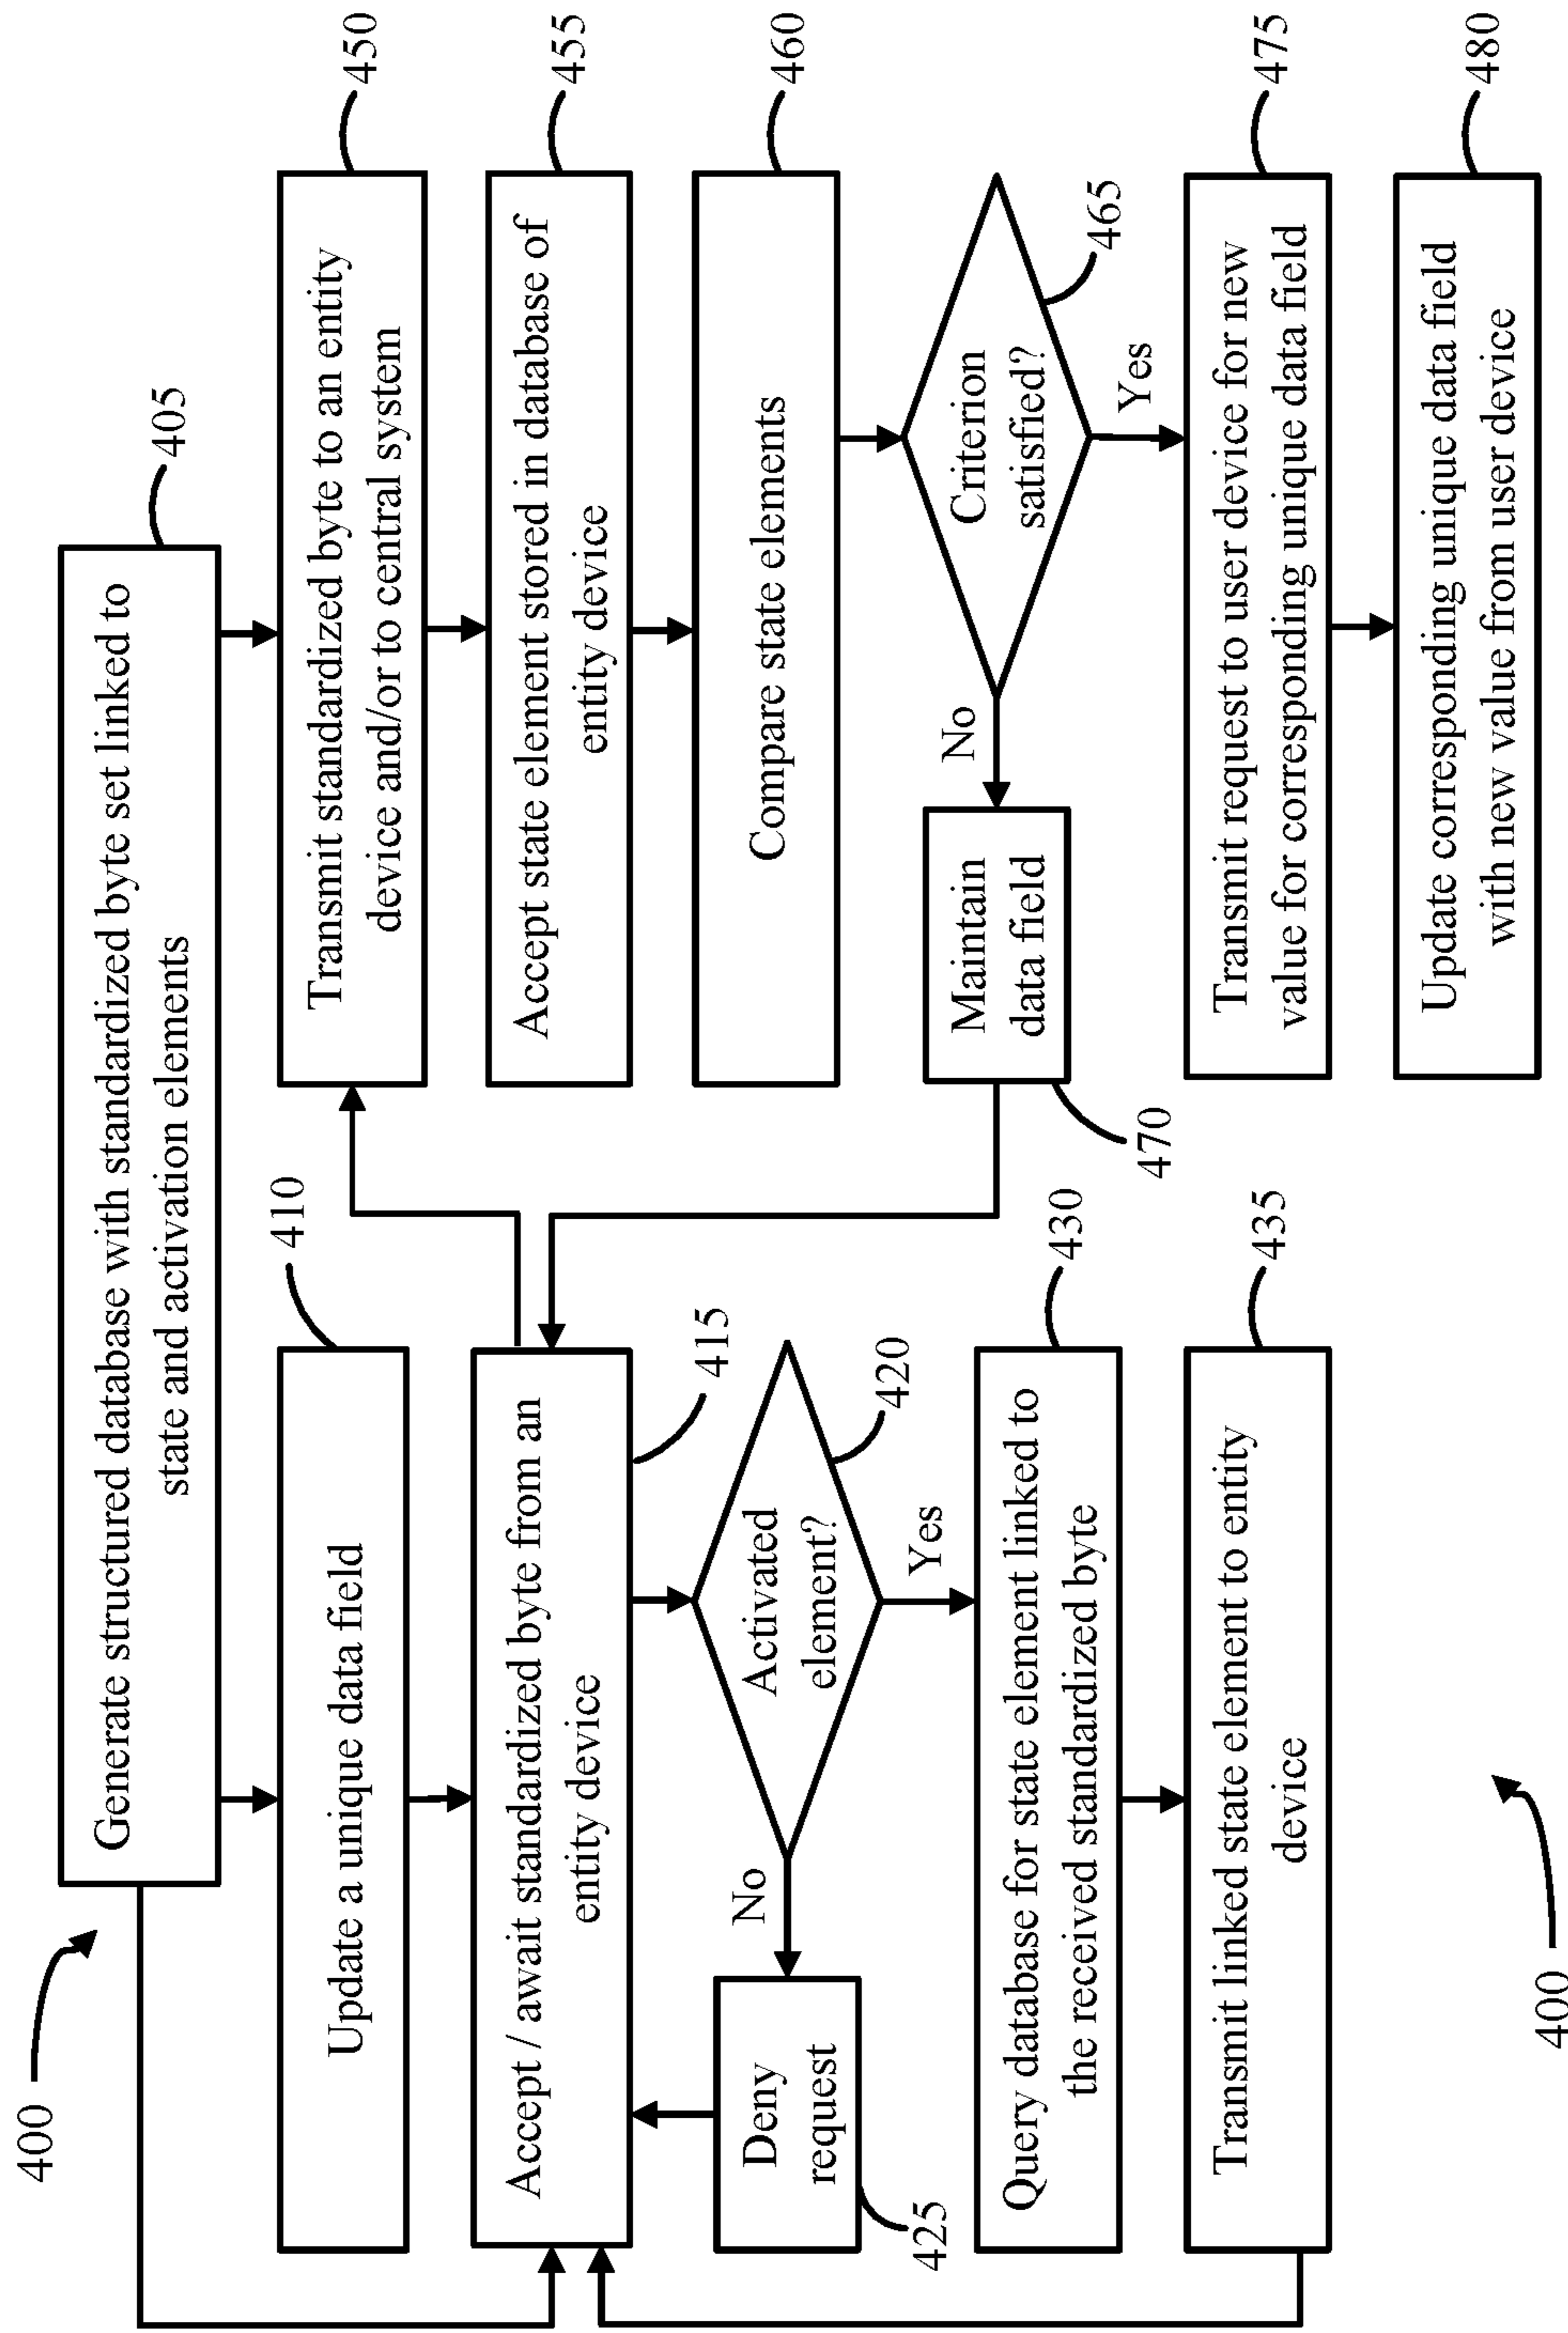 400
405
Generate structured database with standardized byte set linked to
state and activation elements
410
Update a unique data field
Accept / await standardized byte from an
entity device
415
Activated
element?
420
No
Yes
Deny
request
425
Query database for state element linked to
the received standardized byte
430
Transmit linked state element to entity
device
435
450
Transmit standardized byte to an entity
device and/or to central system
455
Accept state element stored in database of
entity device
460
Compare state elements
Criterion
satisfied?
465
No
Yes
Maintain
data field
470
475
Transmit request to user device for new
value for corresponding unique data field
480
Update corresponding unique data field
with new value from user device
400